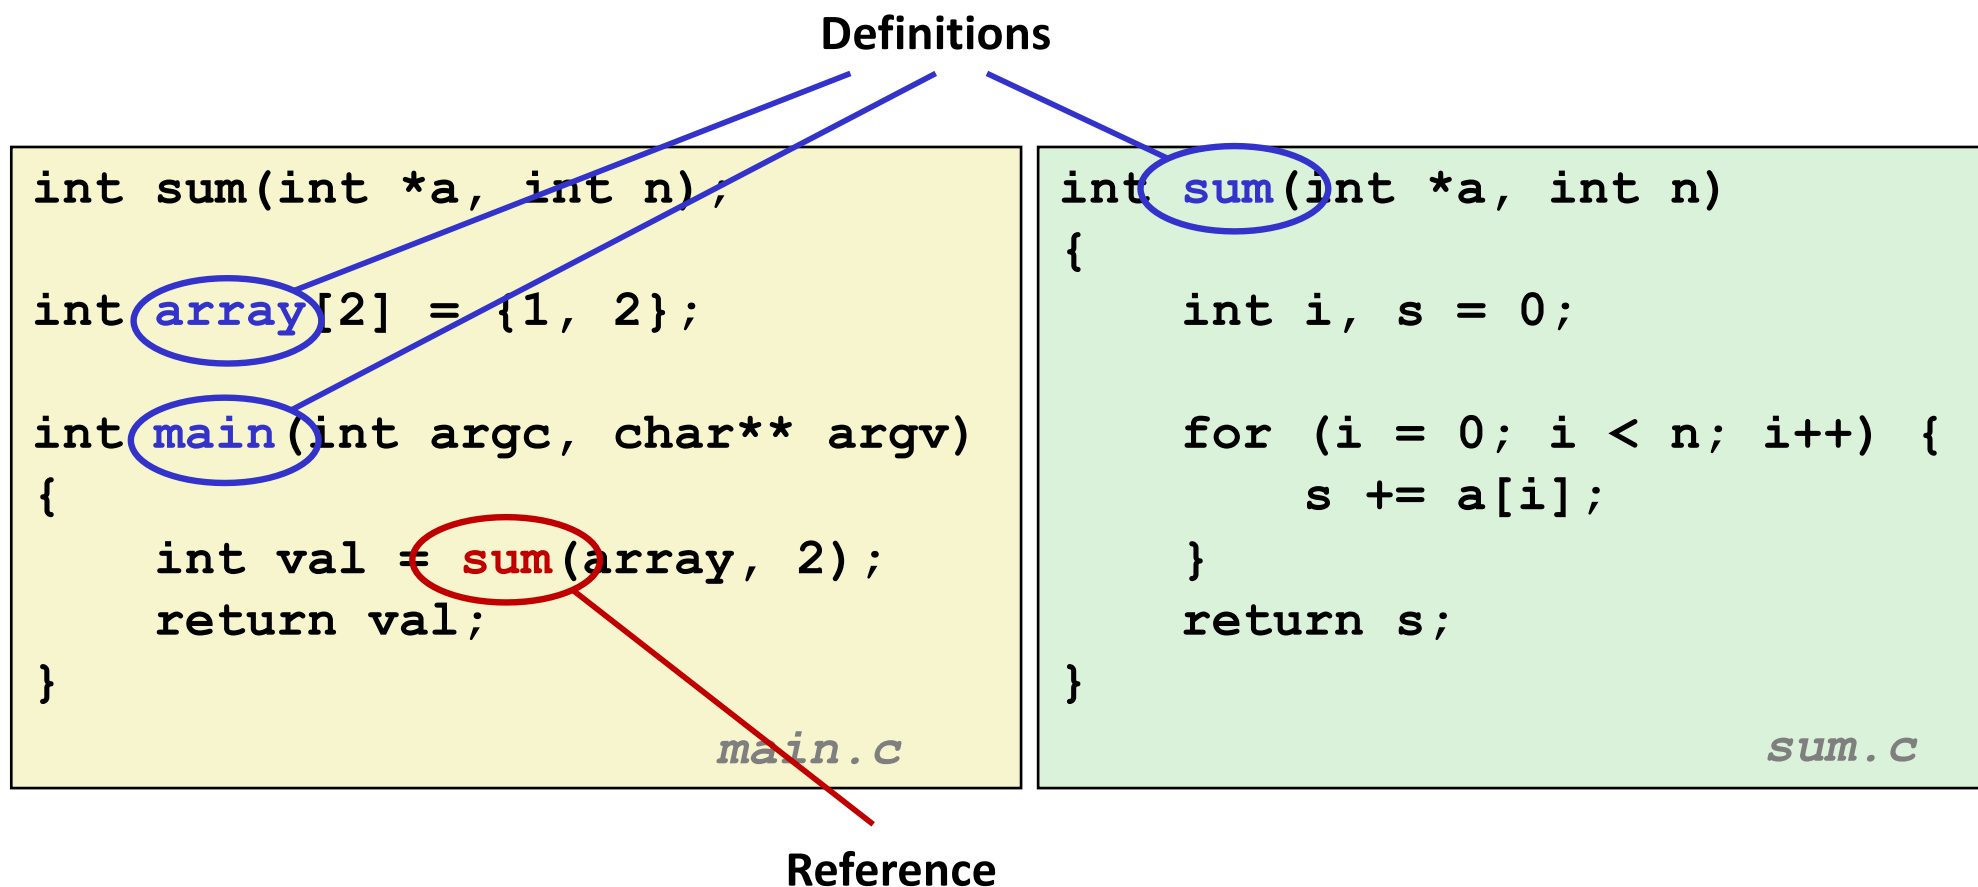 Definitions
int sum(int *a, int n);
int array[2] = {1, 2};
int main(int argc, char** argv)
{
    int val = sum(array, 2);
    return val;
}
main.c
int sum(int *a, int n)
{
    int i, s = 0;
    for (i = 0; i < n; i++) {
        s += a[i];
    }
    return s;
}
sum.c
Reference